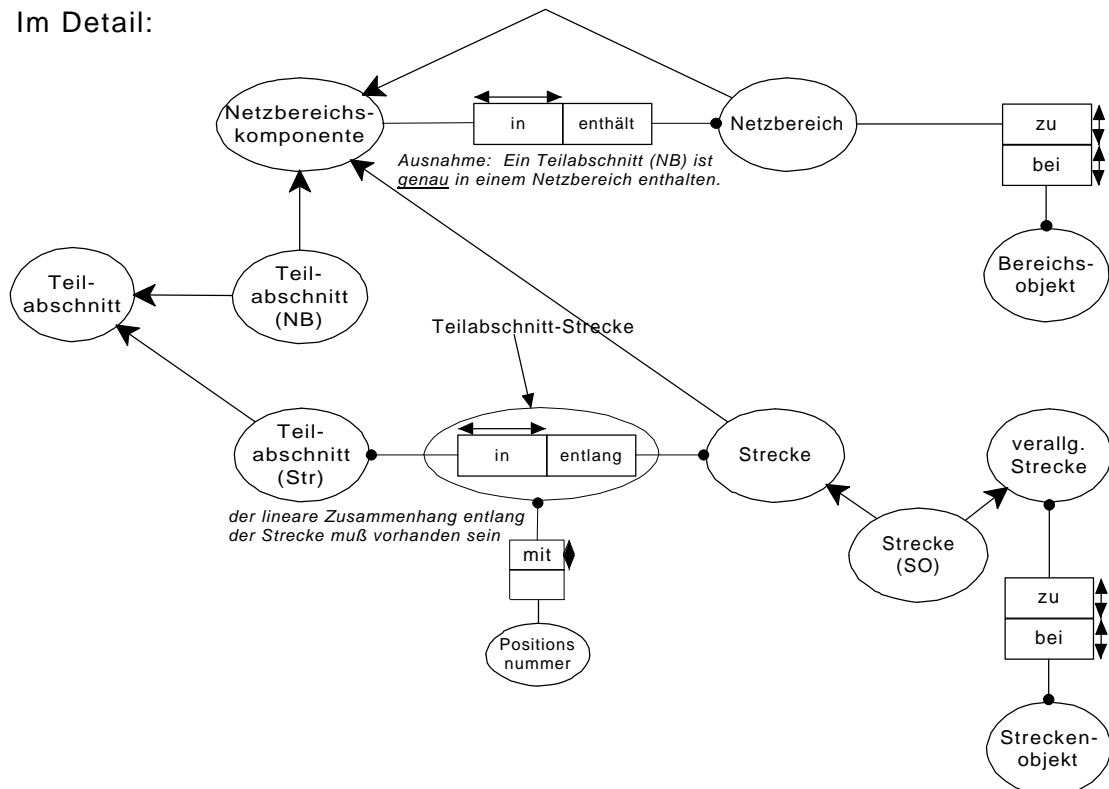 Im Detail:
Netzbereichs-
komponente
in
enthält
Netzbereich
zu
bei
Ausnahme: Ein Teilabschnitt (NB) ist
genau in einem Netzbereich enthalten.
Bereichs-
objekt
Teil-
abschnitt
Teil-
abschnitt
(NB)
Teilabschnitt-Strecke
Teil-
abschnitt
(Str)
in
entlang
Strecke
verallg.
Strecke
der lineare Zusammenhang entlang
der Strecke muß vorhanden sein
mit
Strecke
(SO)
zu
bei
Positions
nummer
Strecken-
objekt